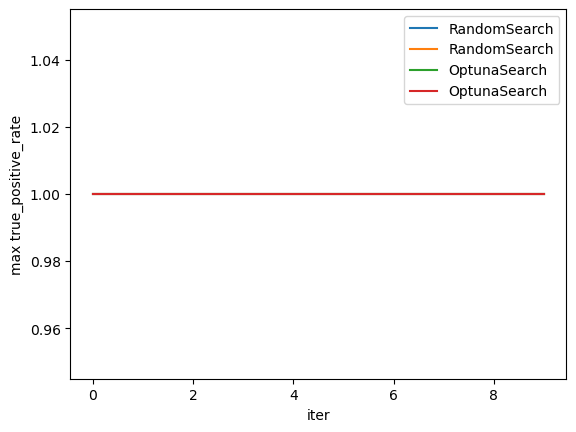 RandomSearch
RandomSearch
OptunaSearch
OptunaSearch
1.04
1.02
1.00
0.98
0.96
max true_positive_rate
0 2 4 6 8
iter